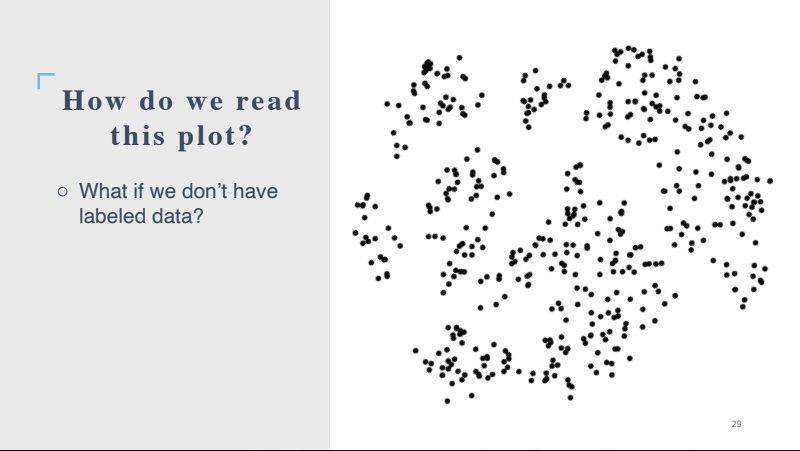 How do we read
this plot?
○ What if we don’t have
labeled data?
29